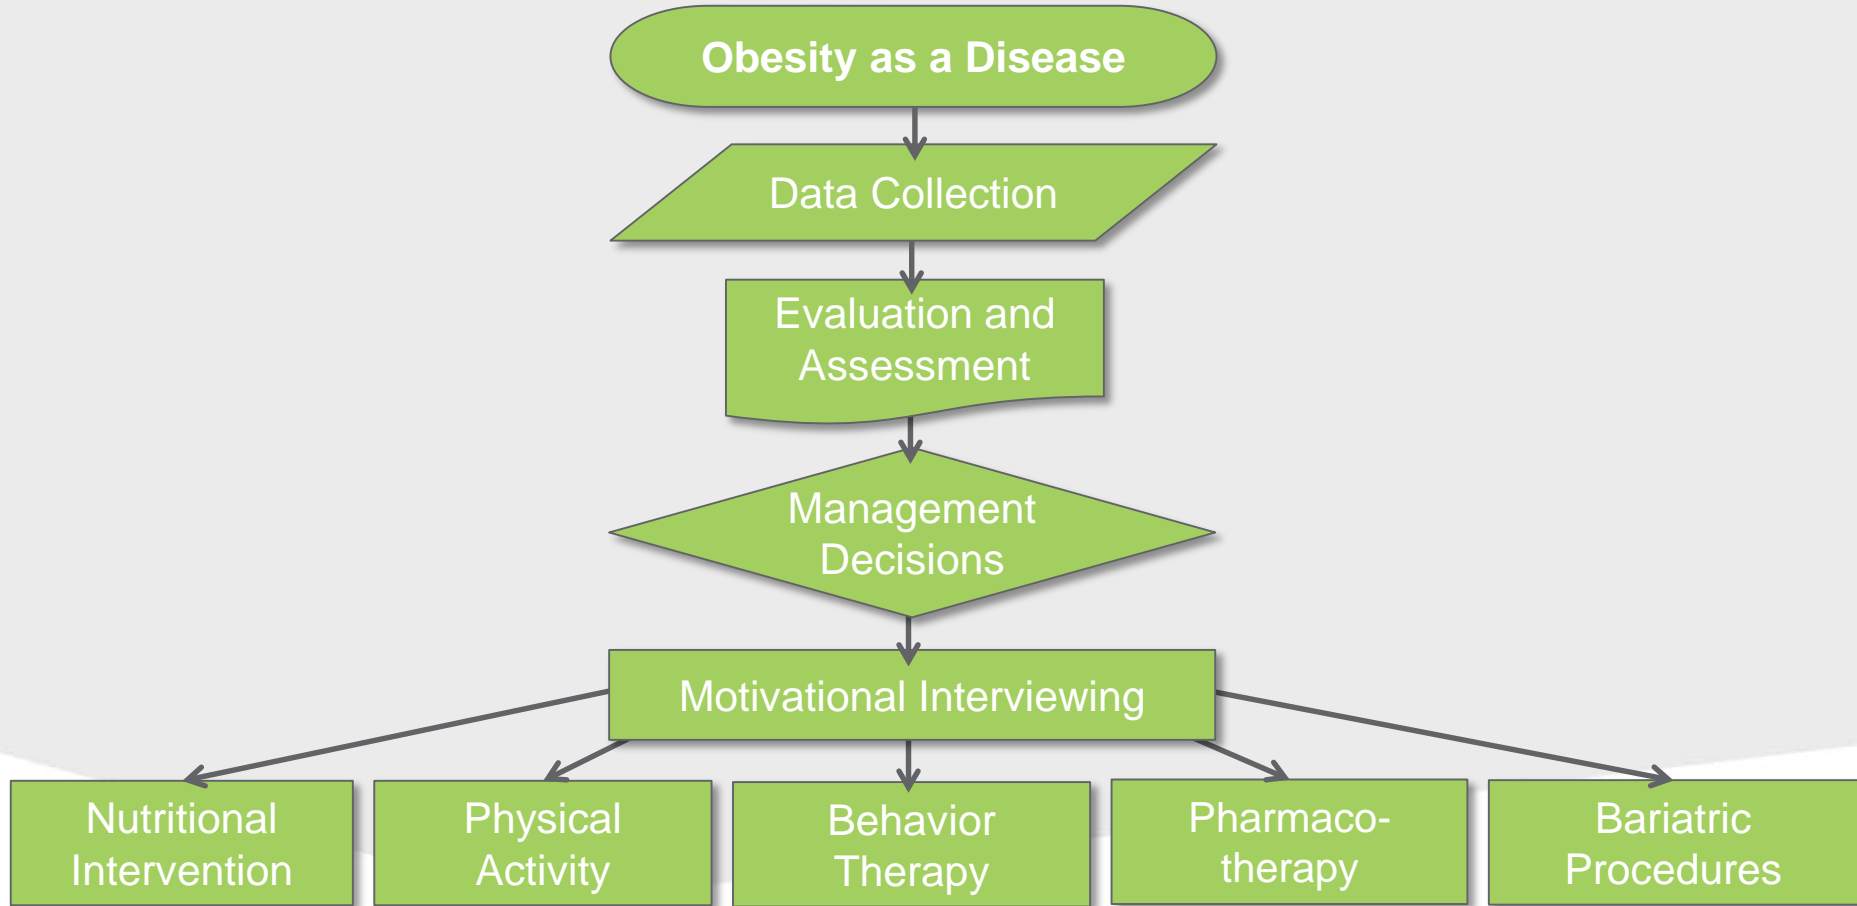 Obesity as a Disease
Data Collection
Evaluation and
Assessment
Management
Decisions
Motivational Interviewing
Nutritional
Intervention
Physical
Activity
Behavior
Therapy
Pharmaco-
therapy
Bariatric
Procedures